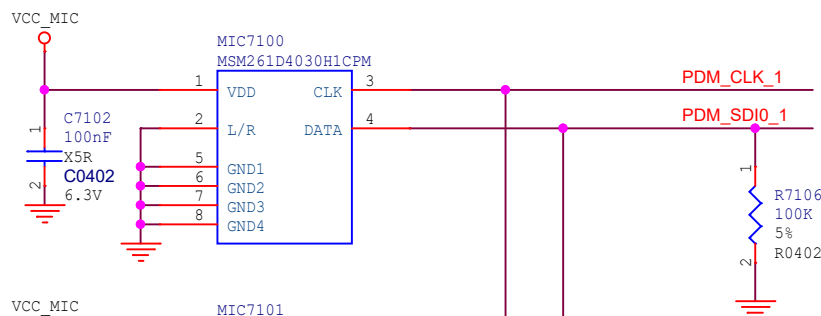 VCC_MIC
MIC7100
MSM261D4030H1CPM
1 VDD CLK 3 PDM_CLK_1
2 L/R DATA 4 PDM_SDI0_1
C7102
1 100nF
X5R
C0402
2 6.3V
5 GND1
6 GND2
7 GND3
8 GND4
1
R7106
100K
5%
R0402
2
VCC_MIC MIC7101